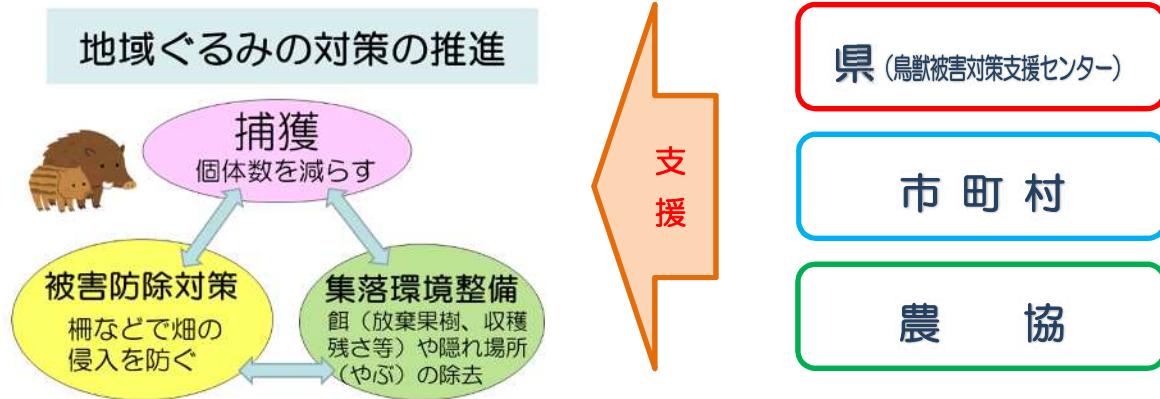 地域ぐるみの対策の推進
捕獲
個体数を減らす
被害防除対策
柵などで畑の
侵入を防ぐ
集落環境整備
餌（放棄果樹、収穫
残さ等）や隠れ場所
（やぶ）の除去
支
援
県（鳥獣被害対策支援センター）
市 町 村
農 協